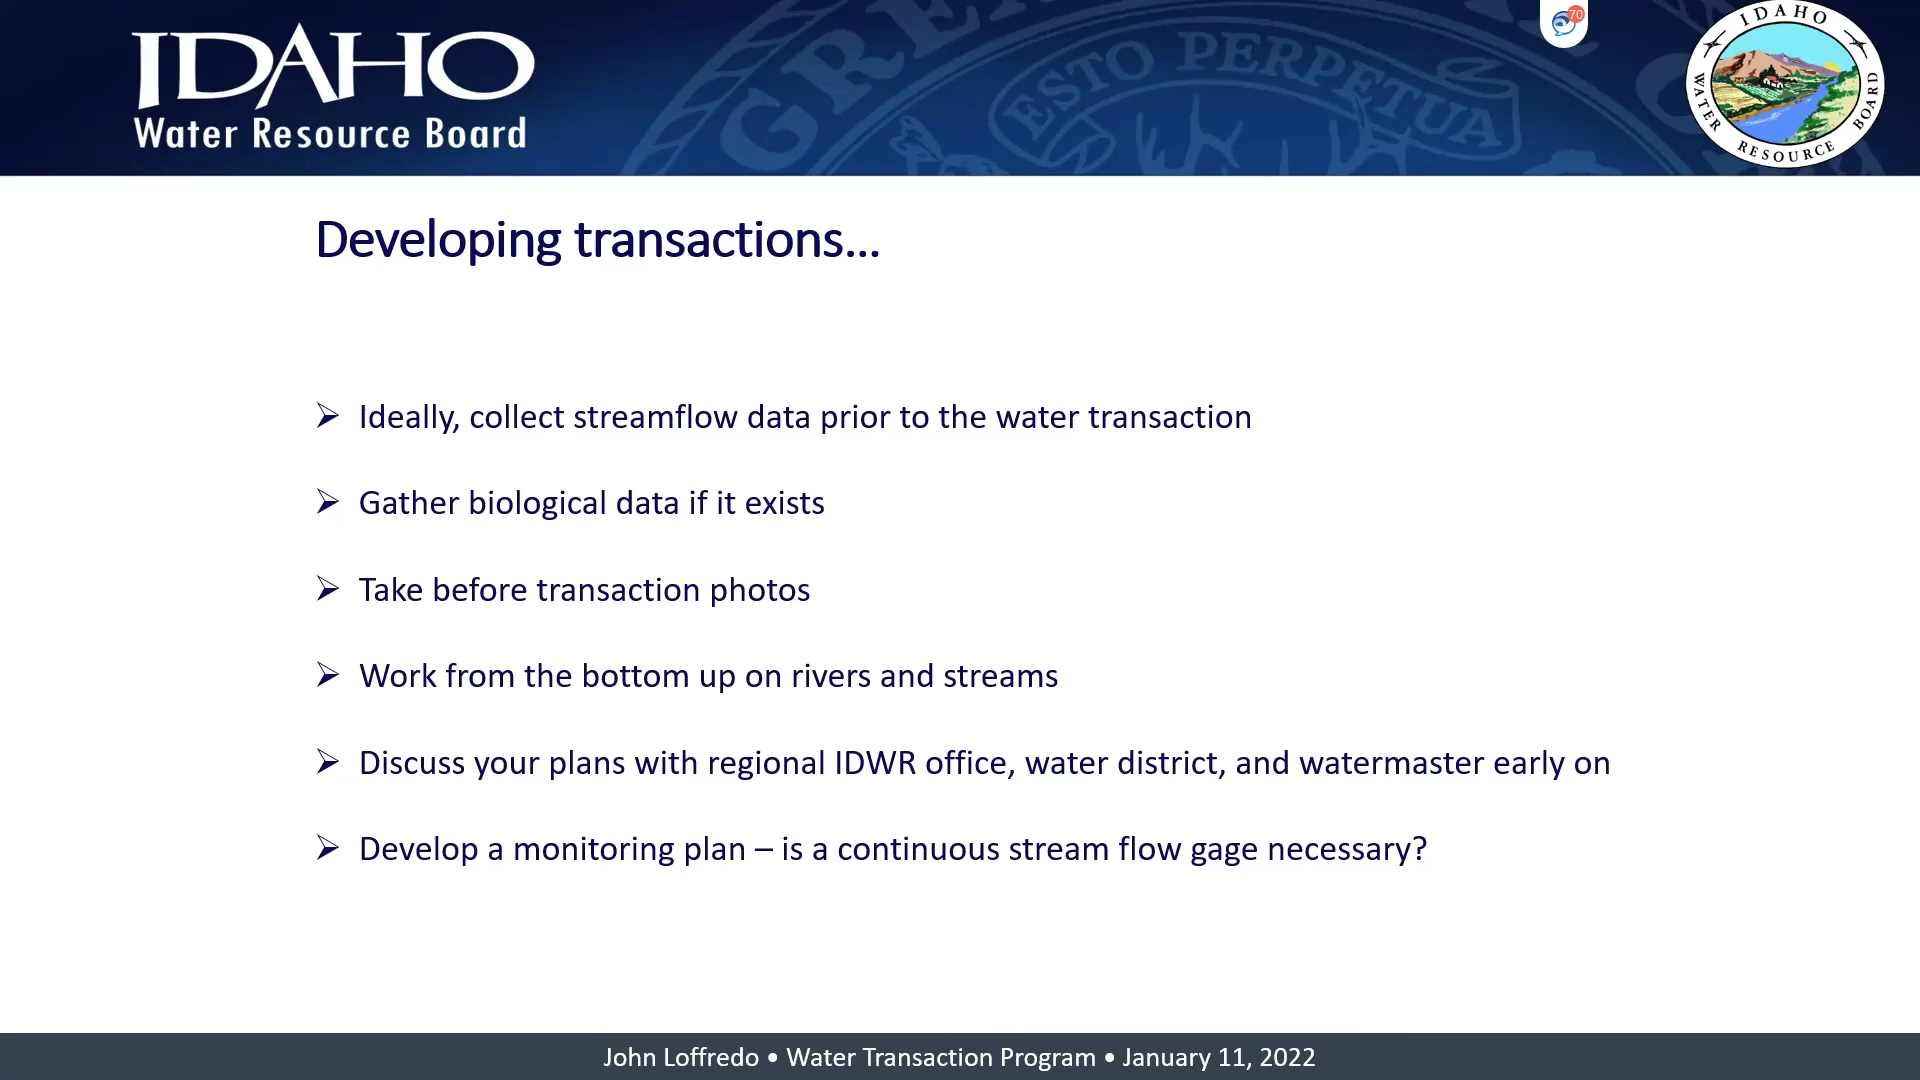 IDAHO
Water Resource Board
ESTO PERPETUA
70
IDAHO
WATER RESOURCE BOARD
Developing transactions...
➢ Ideally, collect streamflow data prior to the water transaction
➢ Gather biological data if it exists
➢ Take before transaction photos
➢ Work from the bottom up on rivers and streams
➢ Discuss your plans with regional IDWR office, water district, and watermaster early on
➢ Develop a monitoring plan – is a continuous stream flow gage necessary?
John Loffredo • Water Transaction Program • January 11, 2022